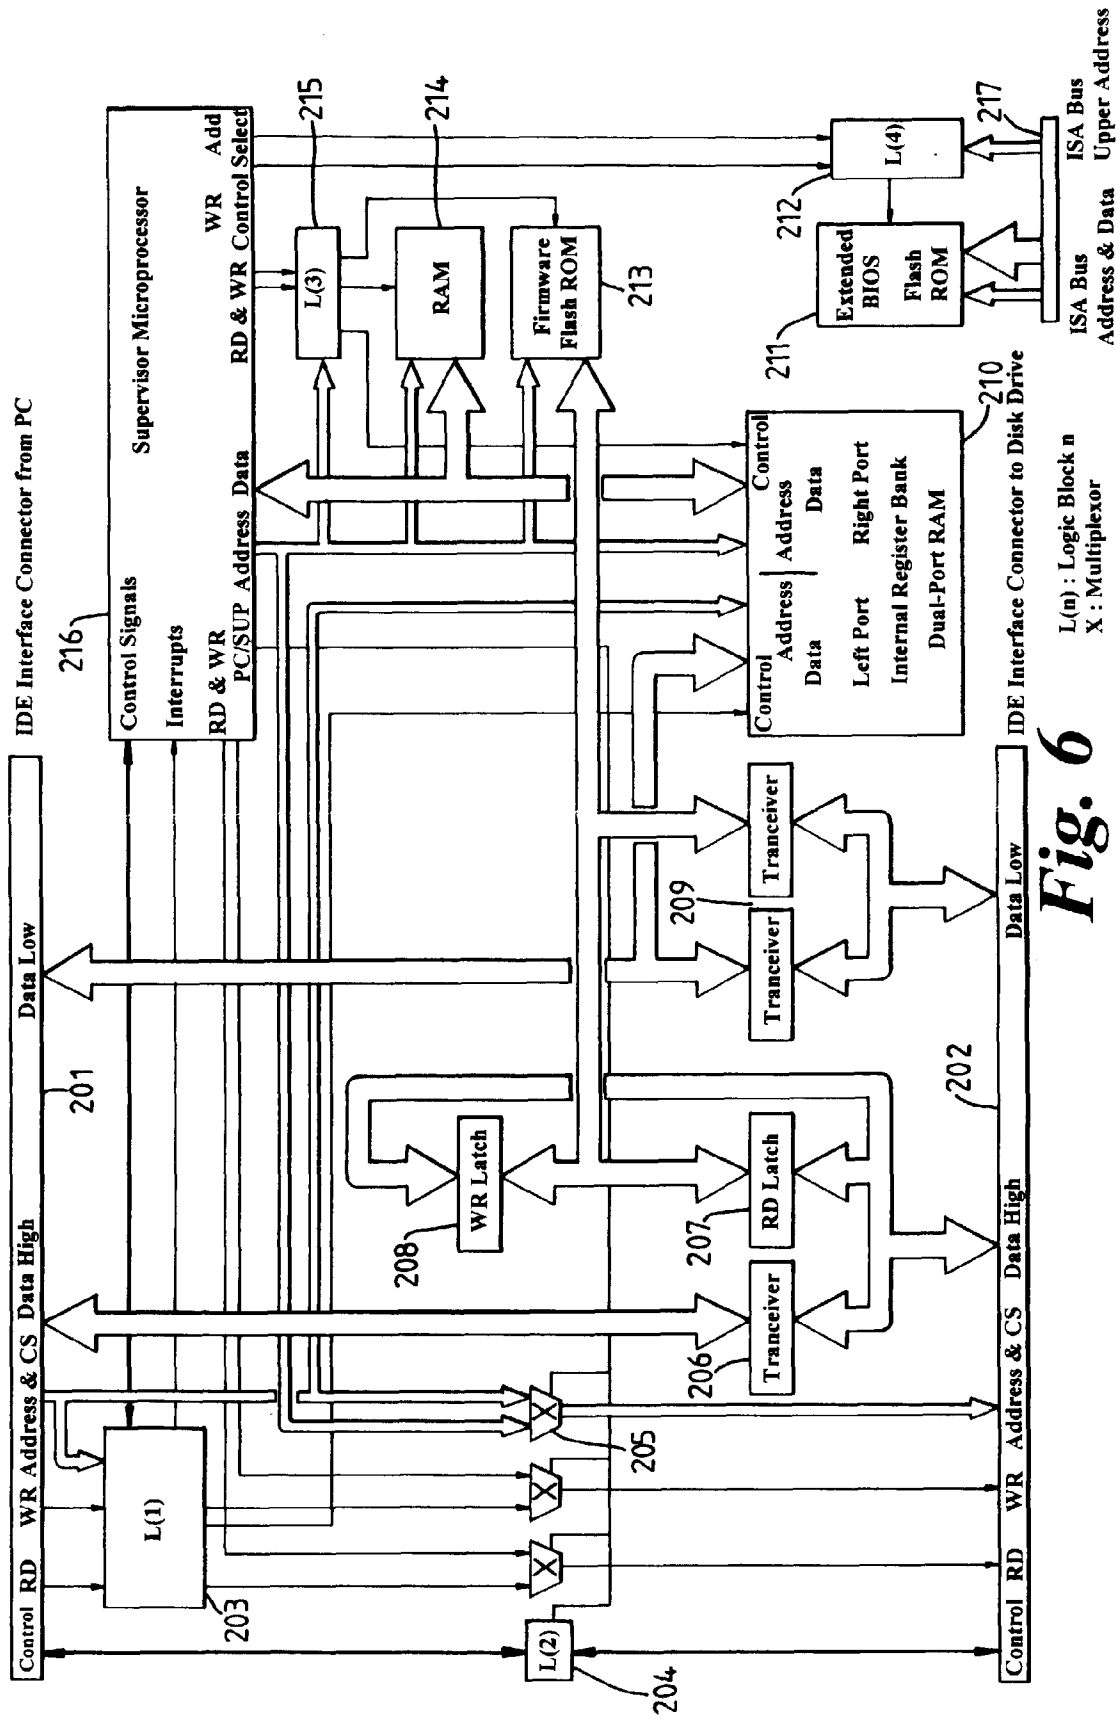 IDE Interface Connector from PC
Control
RD
WR
Address & CS
Data High
Data Low
201
216
Control Signals
Interrupts
RD & WR
PC/SUP
Address
Data
Supervisor Microprocessor
RD & WR
WR
Control
Add
Select
L(1)
203
L(3)
215
RAM
214
Firmware
Flash ROM
213
WR Latch
208
L(2)
204
X
X
X
205
Tranceiver
206
RD Latch
207
Tranceiver
209
Tranceiver
Control
Address
Data
Control
Address
Data
Left Port
Right Port
Internal Register Bank
Dual-Port RAM
210
Extended
BIOS
Flash
ROM
211
L(4)
212
217
ISA Bus
Address & Data
ISA Bus
Upper Address
Control
RD
WR
Address & CS
Data High
Data Low
202
IDE Interface Connector to Disk Drive
L(n) : Logic Block n
X : Multiplexor
Fig. 6